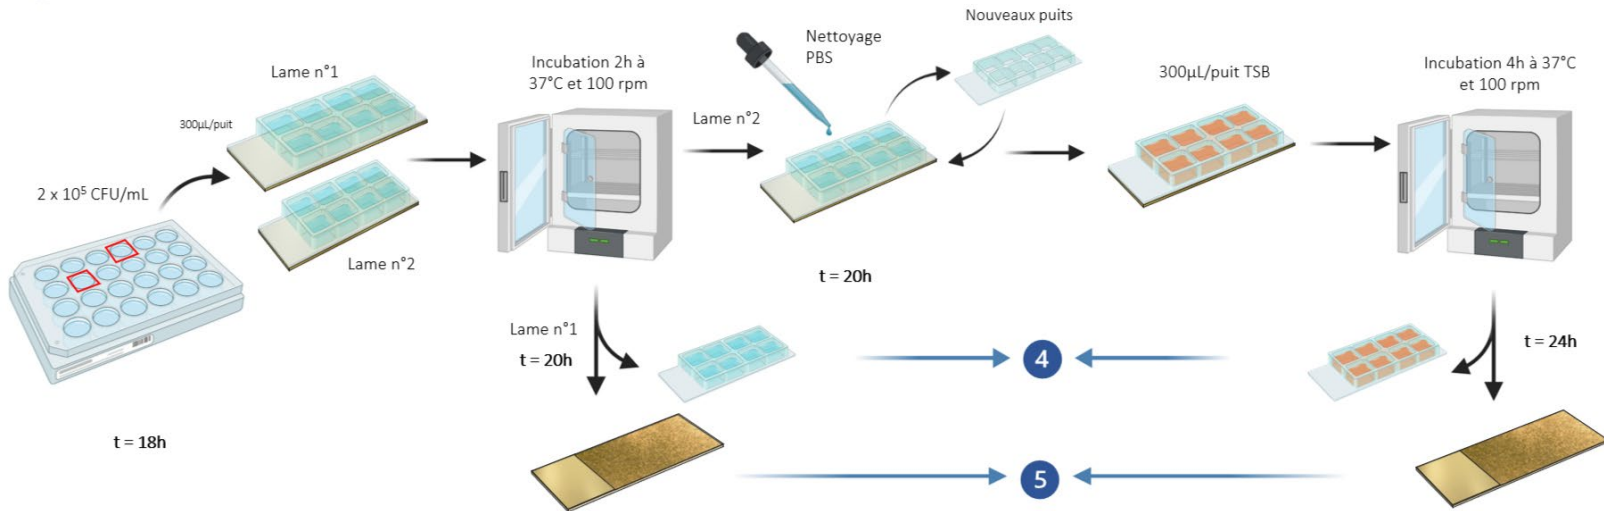 2 x 10⁵ CFU/mL
300µL/puit
Lame n°1
Lame n°2
t = 18h
Incubation 2h à
37°C et 100 rpm
Lame n°1
t = 20h
Lame n°2
Nettoyage
PBS
Nouveaux puits
t = 20h
300µL/puit TSB
Incubation 4h à 37°C
et 100 rpm
t = 24h
4
5